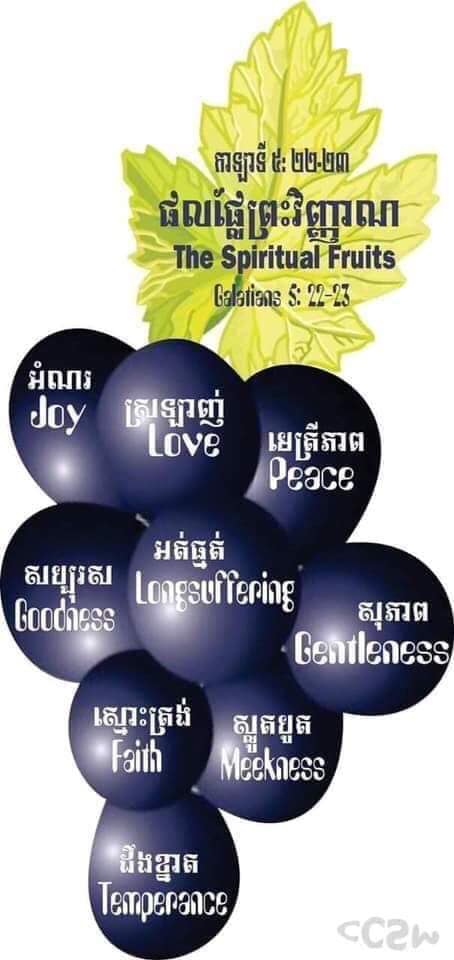 កាឡាទី ៥: ២២-២៣
ផលផ្លែព្រះវិញ្ញាណ
The Spiritual Fruits
Galatians 5: 22-23
អំណរ
Joy
ស្រឡាញ់
Love
មេត្រីភាព
Peace
សប្បុរស
Goodness
អត់ធ្មត់
Longsuffering
សុភាព
Gentleness
ស្មោះត្រង់
Faith
ស្លូតបូត
Meekness
ដឹងខ្នាត
Temperance